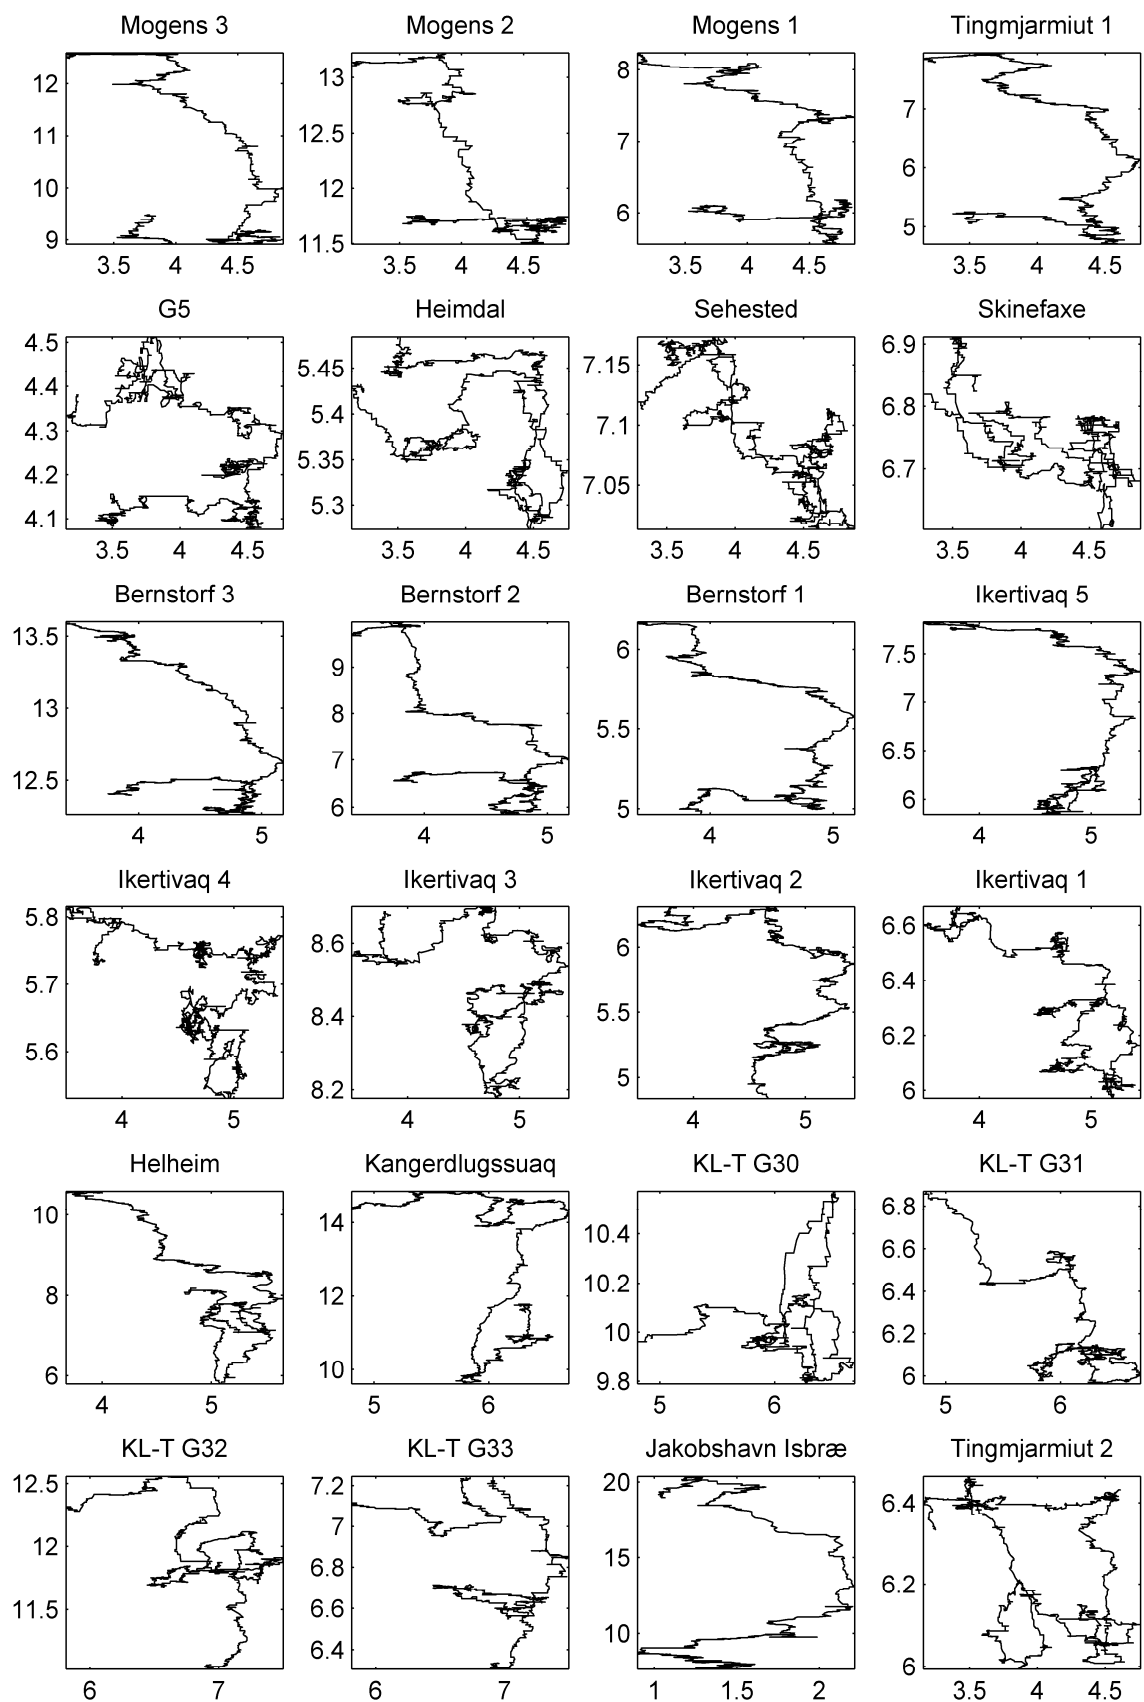 Mogens 3 Mogens 2 Mogens 1 Tingmjarmiut 1
12 11 10 9 3.5 4 4.5
13 12.5 12 11.5 3.5 4 4.5
8 7 6 3.5 4 4.5
7 6 5 3.5 4 4.5
G5 Heimdal Sehested Skinefaxe
4.5 4.4 4.3 4.2 4.1 3.5 4 4.5
5.45 5.4 5.35 5.3 3.5 4 4.5
7.15 7.1 7.05 3.5 4 4.5
6.9 6.8 6.7 3.5 4 4.5
Bernstorf 3 Bernstorf 2 Bernstorf 1 Ikertivaq 5
13.5 13 12.5 4 5
9 8 7 6 4 5
6 5.5 5 4 5
7.5 7 6.5 6 4 5
Ikertivaq 4 Ikertivaq 3 Ikertivaq 2 Ikertivaq 1
5.8 5.7 5.6 4 5
8.6 8.4 8.2 4 5
6 5.5 5 4 5
6.6 6.4 6.2 6 4 5
Helheim Kangerdlugssuaq KL-T G30 KL-T G31
10 8 6 4 5
14 12 10 5 6
10.4 10.2 10 9.8 5 6
6.8 6.6 6.4 6.2 6 5 6
KL-T G32 KL-T G33 Jakobshavn Isbræ Tingmjarmiut 2
12.5 12 11.5 6 7
7.2 7 6.8 6.6 6.4 6 7
20 15 10 1 1.5 2
6.4 6.2 6 3.5 4 4.5